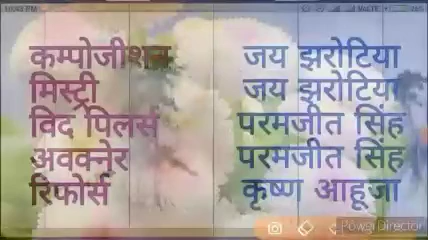 कम्पोजीशन जय झरोटिया
मिस्ट्री जय झरोटिया
विद पिलर्स परमजीत सिंह
अवक्नेर परमजीत सिंह
रिफोर्स कृष्ण आहूजा
PowerDirector